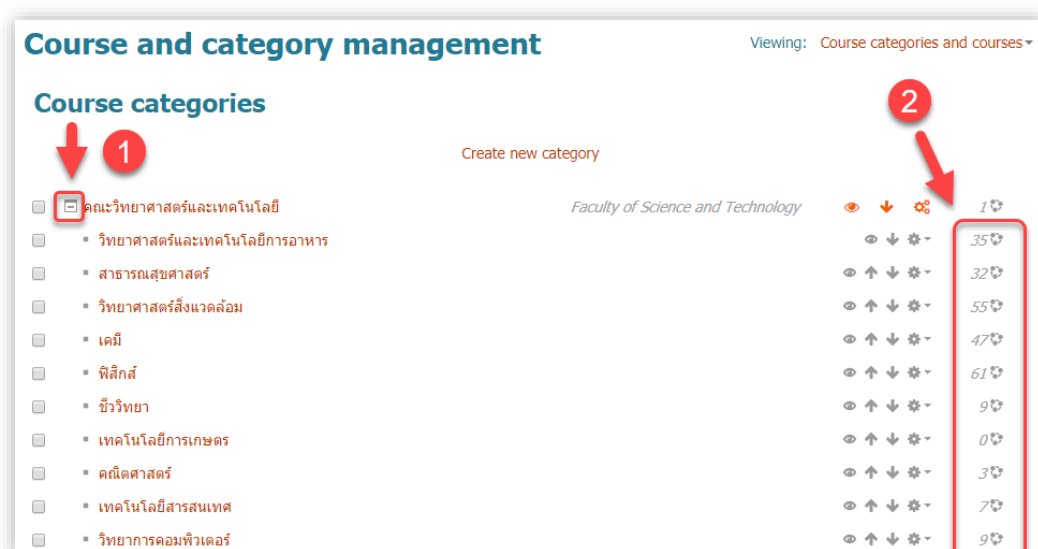 Course and category management
Viewing: Course categories and courses
Course categories
2
1
Create new category
คณะวิทยาศาสตร์และเทคโนโลยี Faculty of Science and Technology 1
วิทยาศาสตร์และเทคโนโลยีการอาหาร 35
สาธารณสุขศาสตร์ 32
วิทยาศาสตร์สิ่งแวดล้อม 55
เคมี 47
ฟิสิกส์ 61
ชีววิทยา 9
เทคโนโลยีการเกษตร 0
คณิตศาสตร์ 3
เทคโนโลยีสารสนเทศ 7
วิทยาการคอมพิวเตอร์ 9